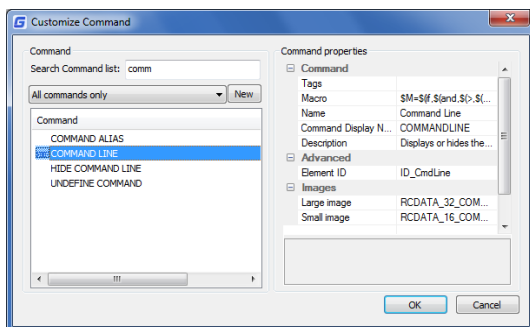 Customize Command
Command
Search Command list: comm
All commands only New
Command
COMMAND ALIAS
COMMAND LINE
HIDE COMMAND LINE
UNDEFINE COMMAND
Command properties
Command
Tags
Macro $M=$(if,$(and,$(>,$(...
Name Command Line
Command Display N... COMMANDLINE
Description Displays or hides the...
Advanced
Element ID ID_CmdLine
Images
Large image RCDATA_32_COM...
Small image RCDATA_16_COM...
OK Cancel